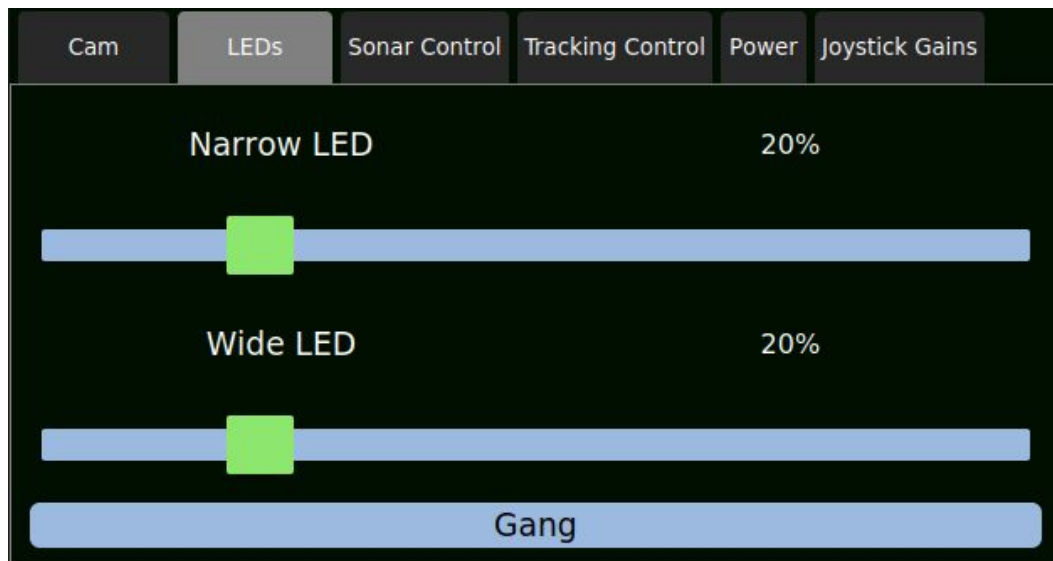 Cam LEDs Sonar Control Tracking Control Power Joystick Gains
Narrow LED 20%
Wide LED 20%
Gang